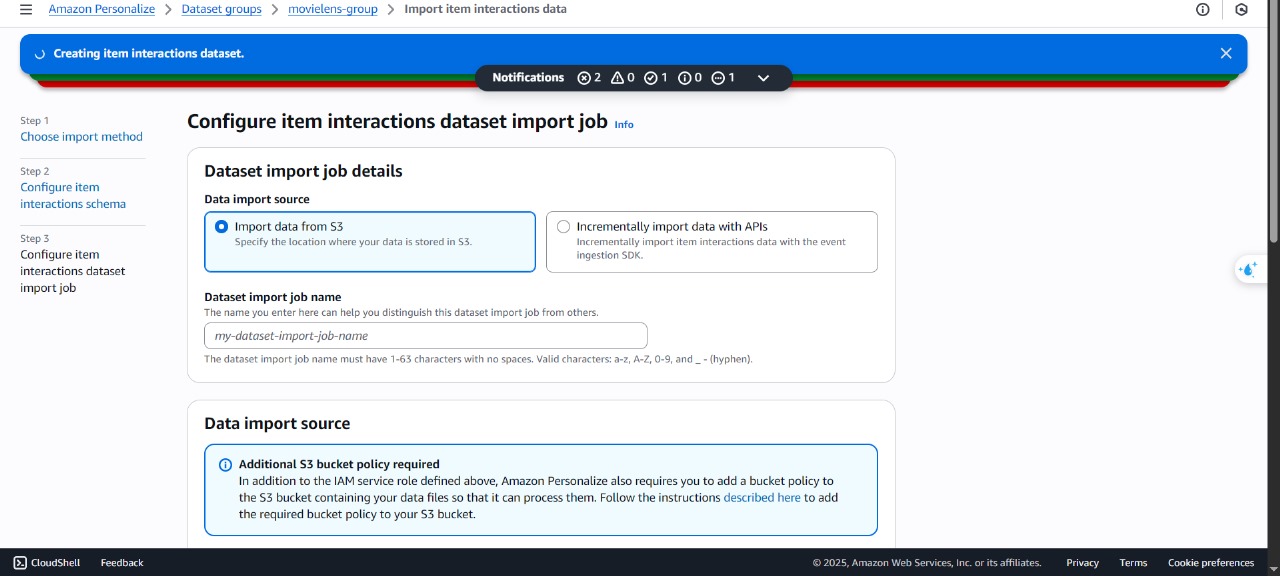 Amazon Personalize > Dataset groups > movielens-group > Import item interactions data
Creating item interactions dataset.
Notifications 2 0 1 0 1
Step 1
Choose import method
Step 2
Configure item
interactions schema
Step 3
Configure item
interactions dataset
import job
Configure item interactions dataset import job Info
Dataset import job details
Data import source
Import data from S3
Specify the location where your data is stored in S3.
Incrementally import data with APIs
Incrementally import item interactions data with the event
ingestion SDK.
Dataset import job name
The name you enter here can help you distinguish this dataset import job from others.
my-dataset-import-job-name
The dataset import job name must have 1-63 characters with no spaces. Valid characters: a-z, A-Z, 0-9, and _ - (hyphen).
Data import source
Additional S3 bucket policy required
In addition to the IAM service role defined above, Amazon Personalize also requires you to add a bucket policy to
the S3 bucket containing your data files so that it can process them. Follow the instructions described here to add
the required bucket policy to your S3 bucket.
CloudShell Feedback © 2025, Amazon Web Services, Inc. or its affiliates. Privacy Terms Cookie preferences